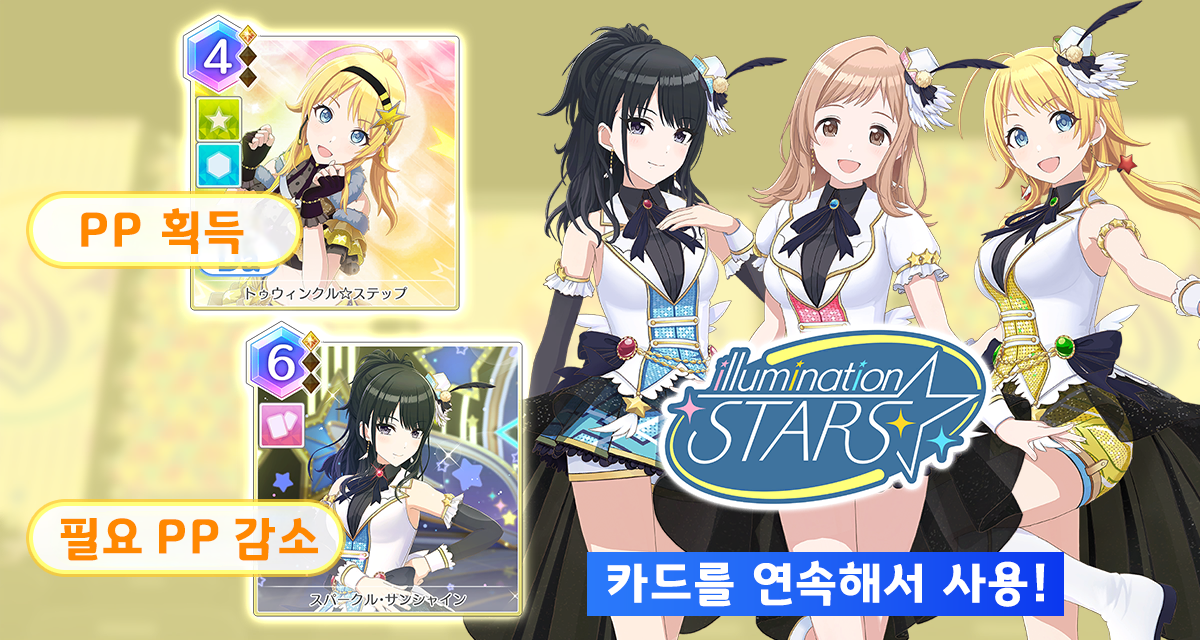 4
PP 획득
トゥウィンクル☆ステップ
6
필요 PP 감소
スパークル・サンシャイン
illumination
STARS
카드를 연속해서 사용!